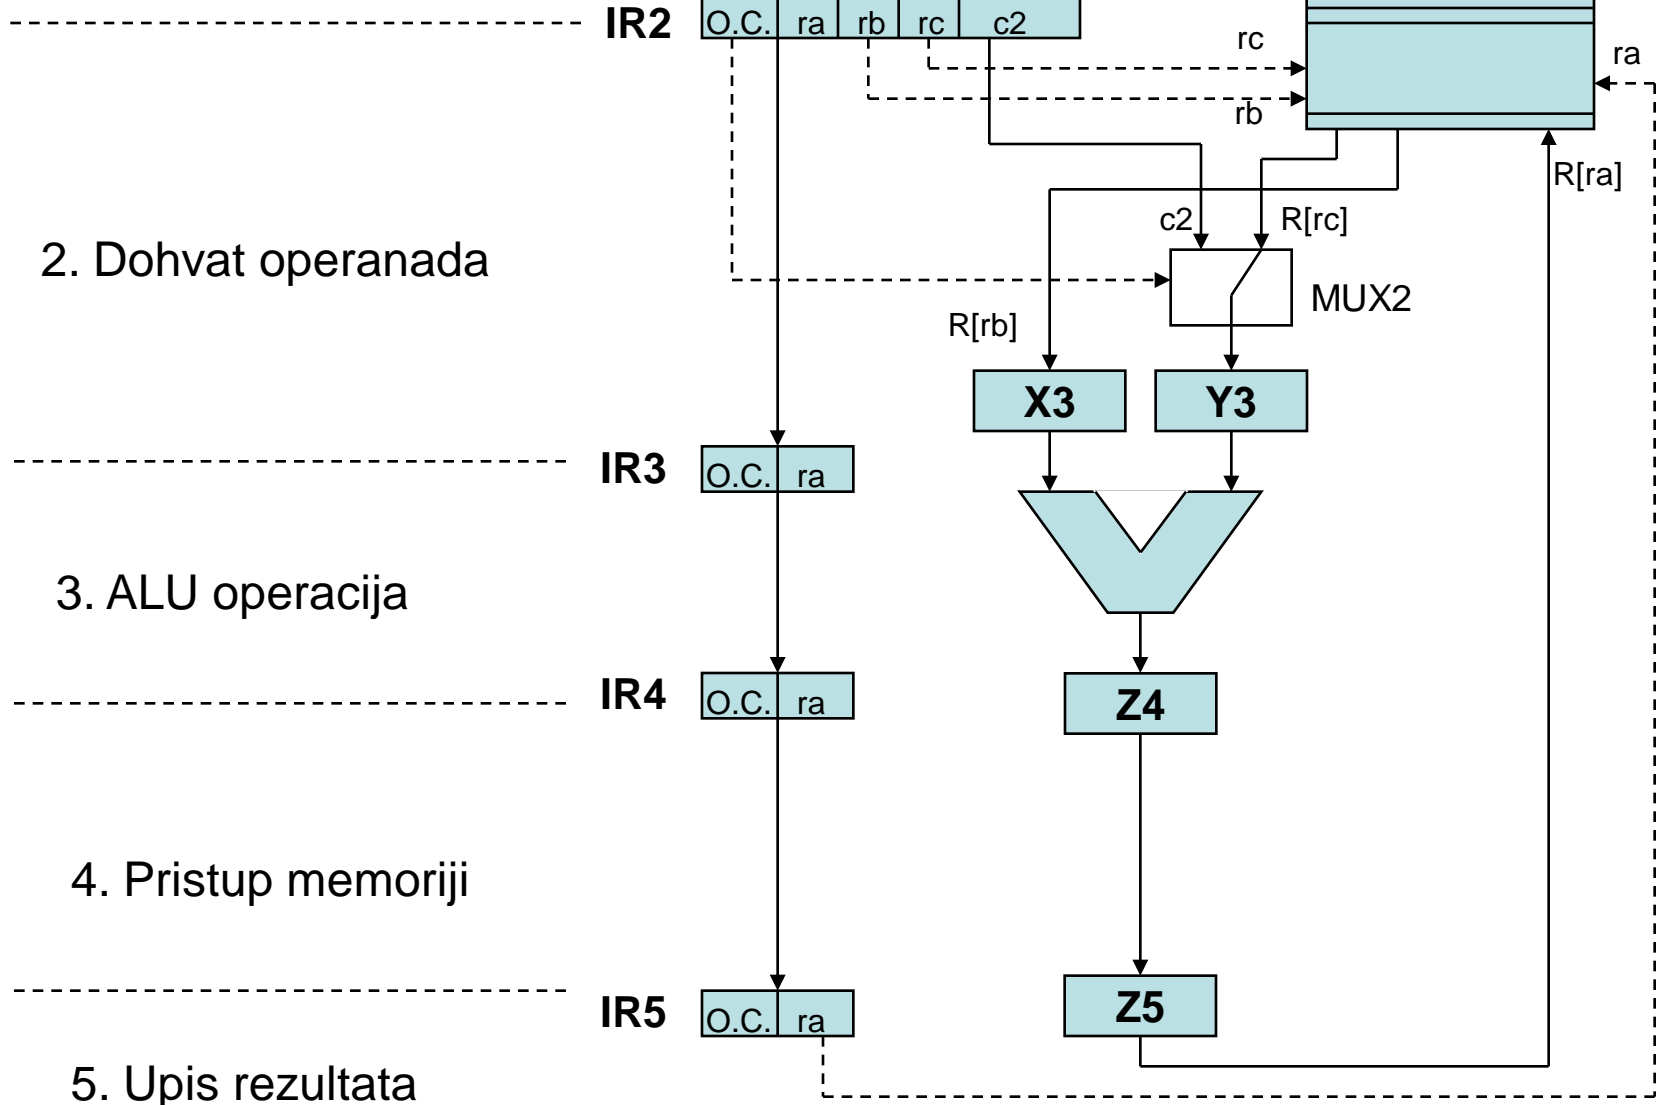 IR2 O.C. ra rb rc c2
rc
ra
rb
R[ra]
c2 R[rc]
2. Dohvat operanada
MUX2
R[rb]
X3 Y3
IR3 O.C. ra
3. ALU operacija
IR4 O.C. ra
Z4
4. Pristup memoriji
IR5 O.C. ra
Z5
5. Upis rezultata